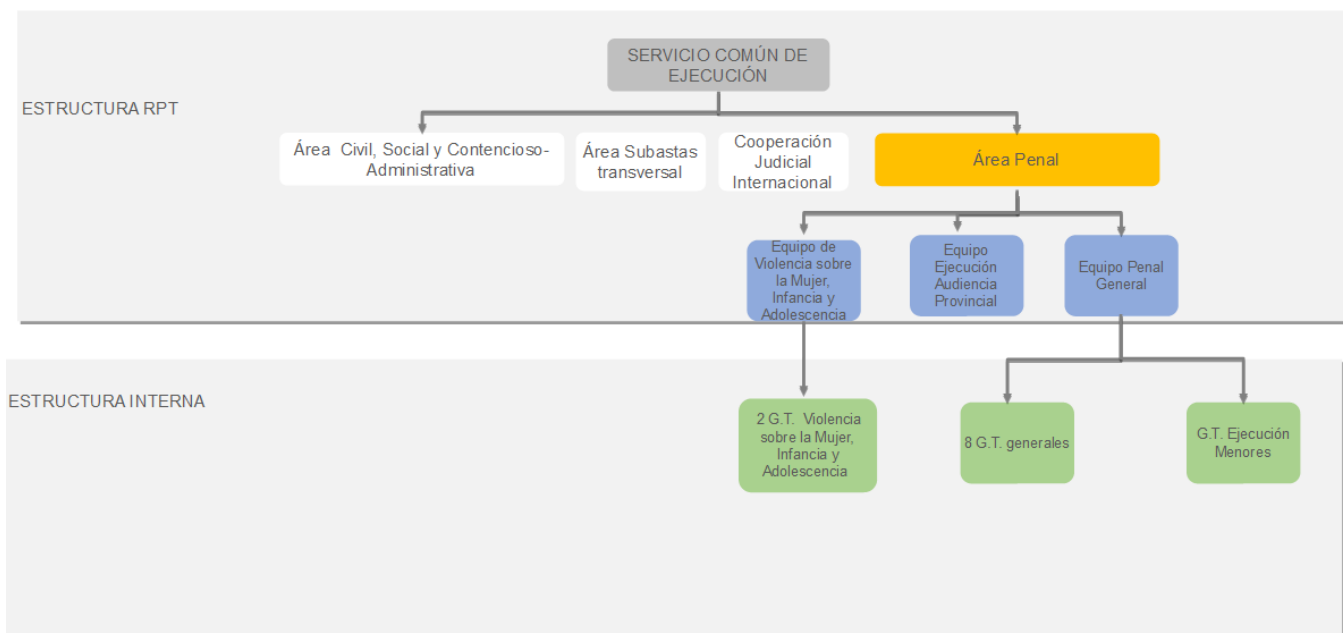 SERVICIO COMÚN DE
EJECUCIÓN
ESTRUCTURA RPT
Área Civil, Social y Contencioso-
Administrativa
Área Subastas
transversal
Cooperación
Judicial
Internacional
Área Penal
Equipo de
Violencia sobre
la Mujer,
Infancia y
Adolescencia
Equipo
Ejecución
Audiencia
Provincial
Equipo Penal
General
ESTRUCTURA INTERNA
2 G.T. Violencia
sobre la Mujer,
Infancia y
Adolescencia
8 G.T. generales
G.T. Ejecución
Menores